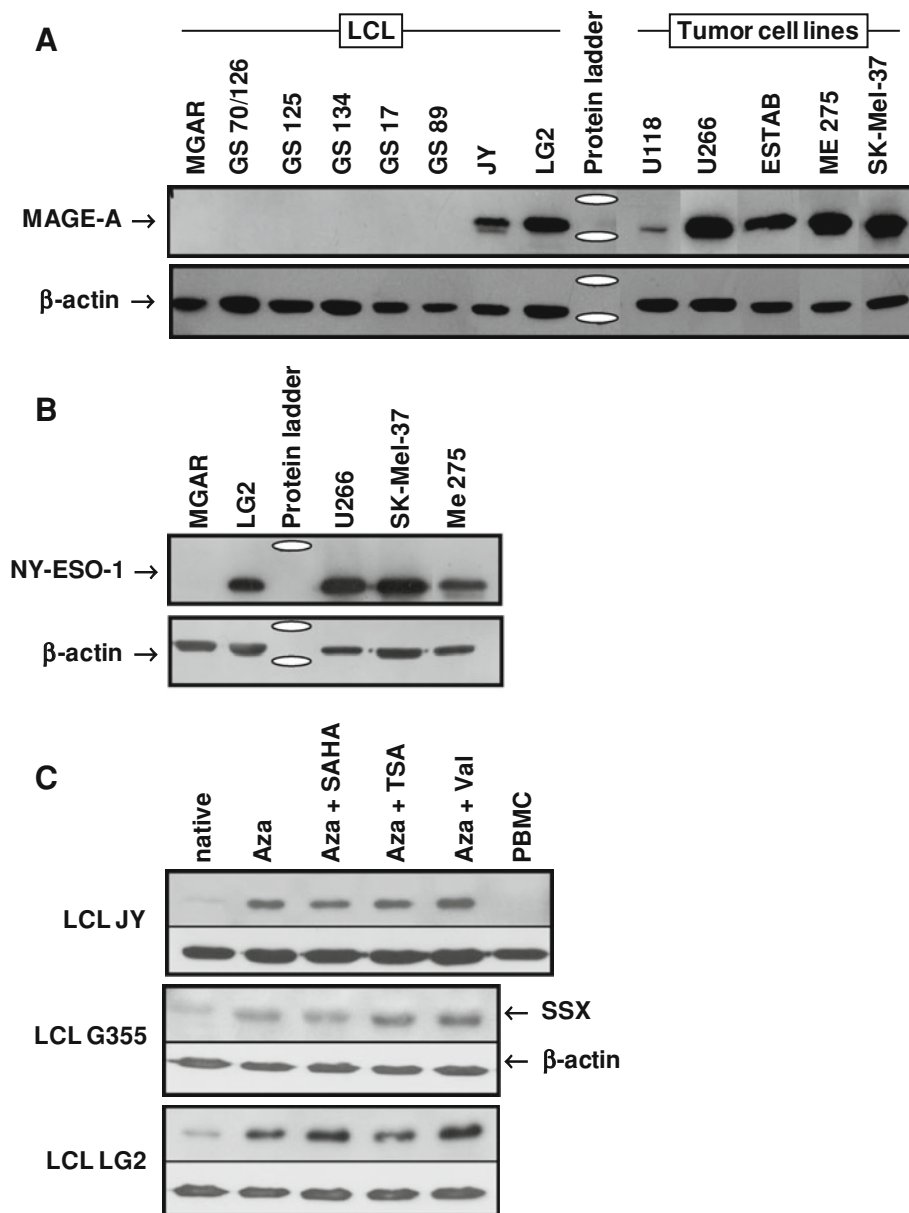 A
LCL
Protein ladder
Tumor cell lines
MGAR
GS 70/126
GS 125
GS 134
GS 17
GS 89
JY
LG2
U118
U266
ESTAB
ME 275
SK-Mel-37
MAGE-A →
β-actin →
B
MGAR
LG2
Protein ladder
U266
SK-Mel-37
Me 275
NY-ESO-1 →
β-actin →
C
native
Aza
Aza + SAHA
Aza + TSA
Aza + Val
PBMC
LCL JY
LCL G355
← SSX
← β-actin
LCL LG2